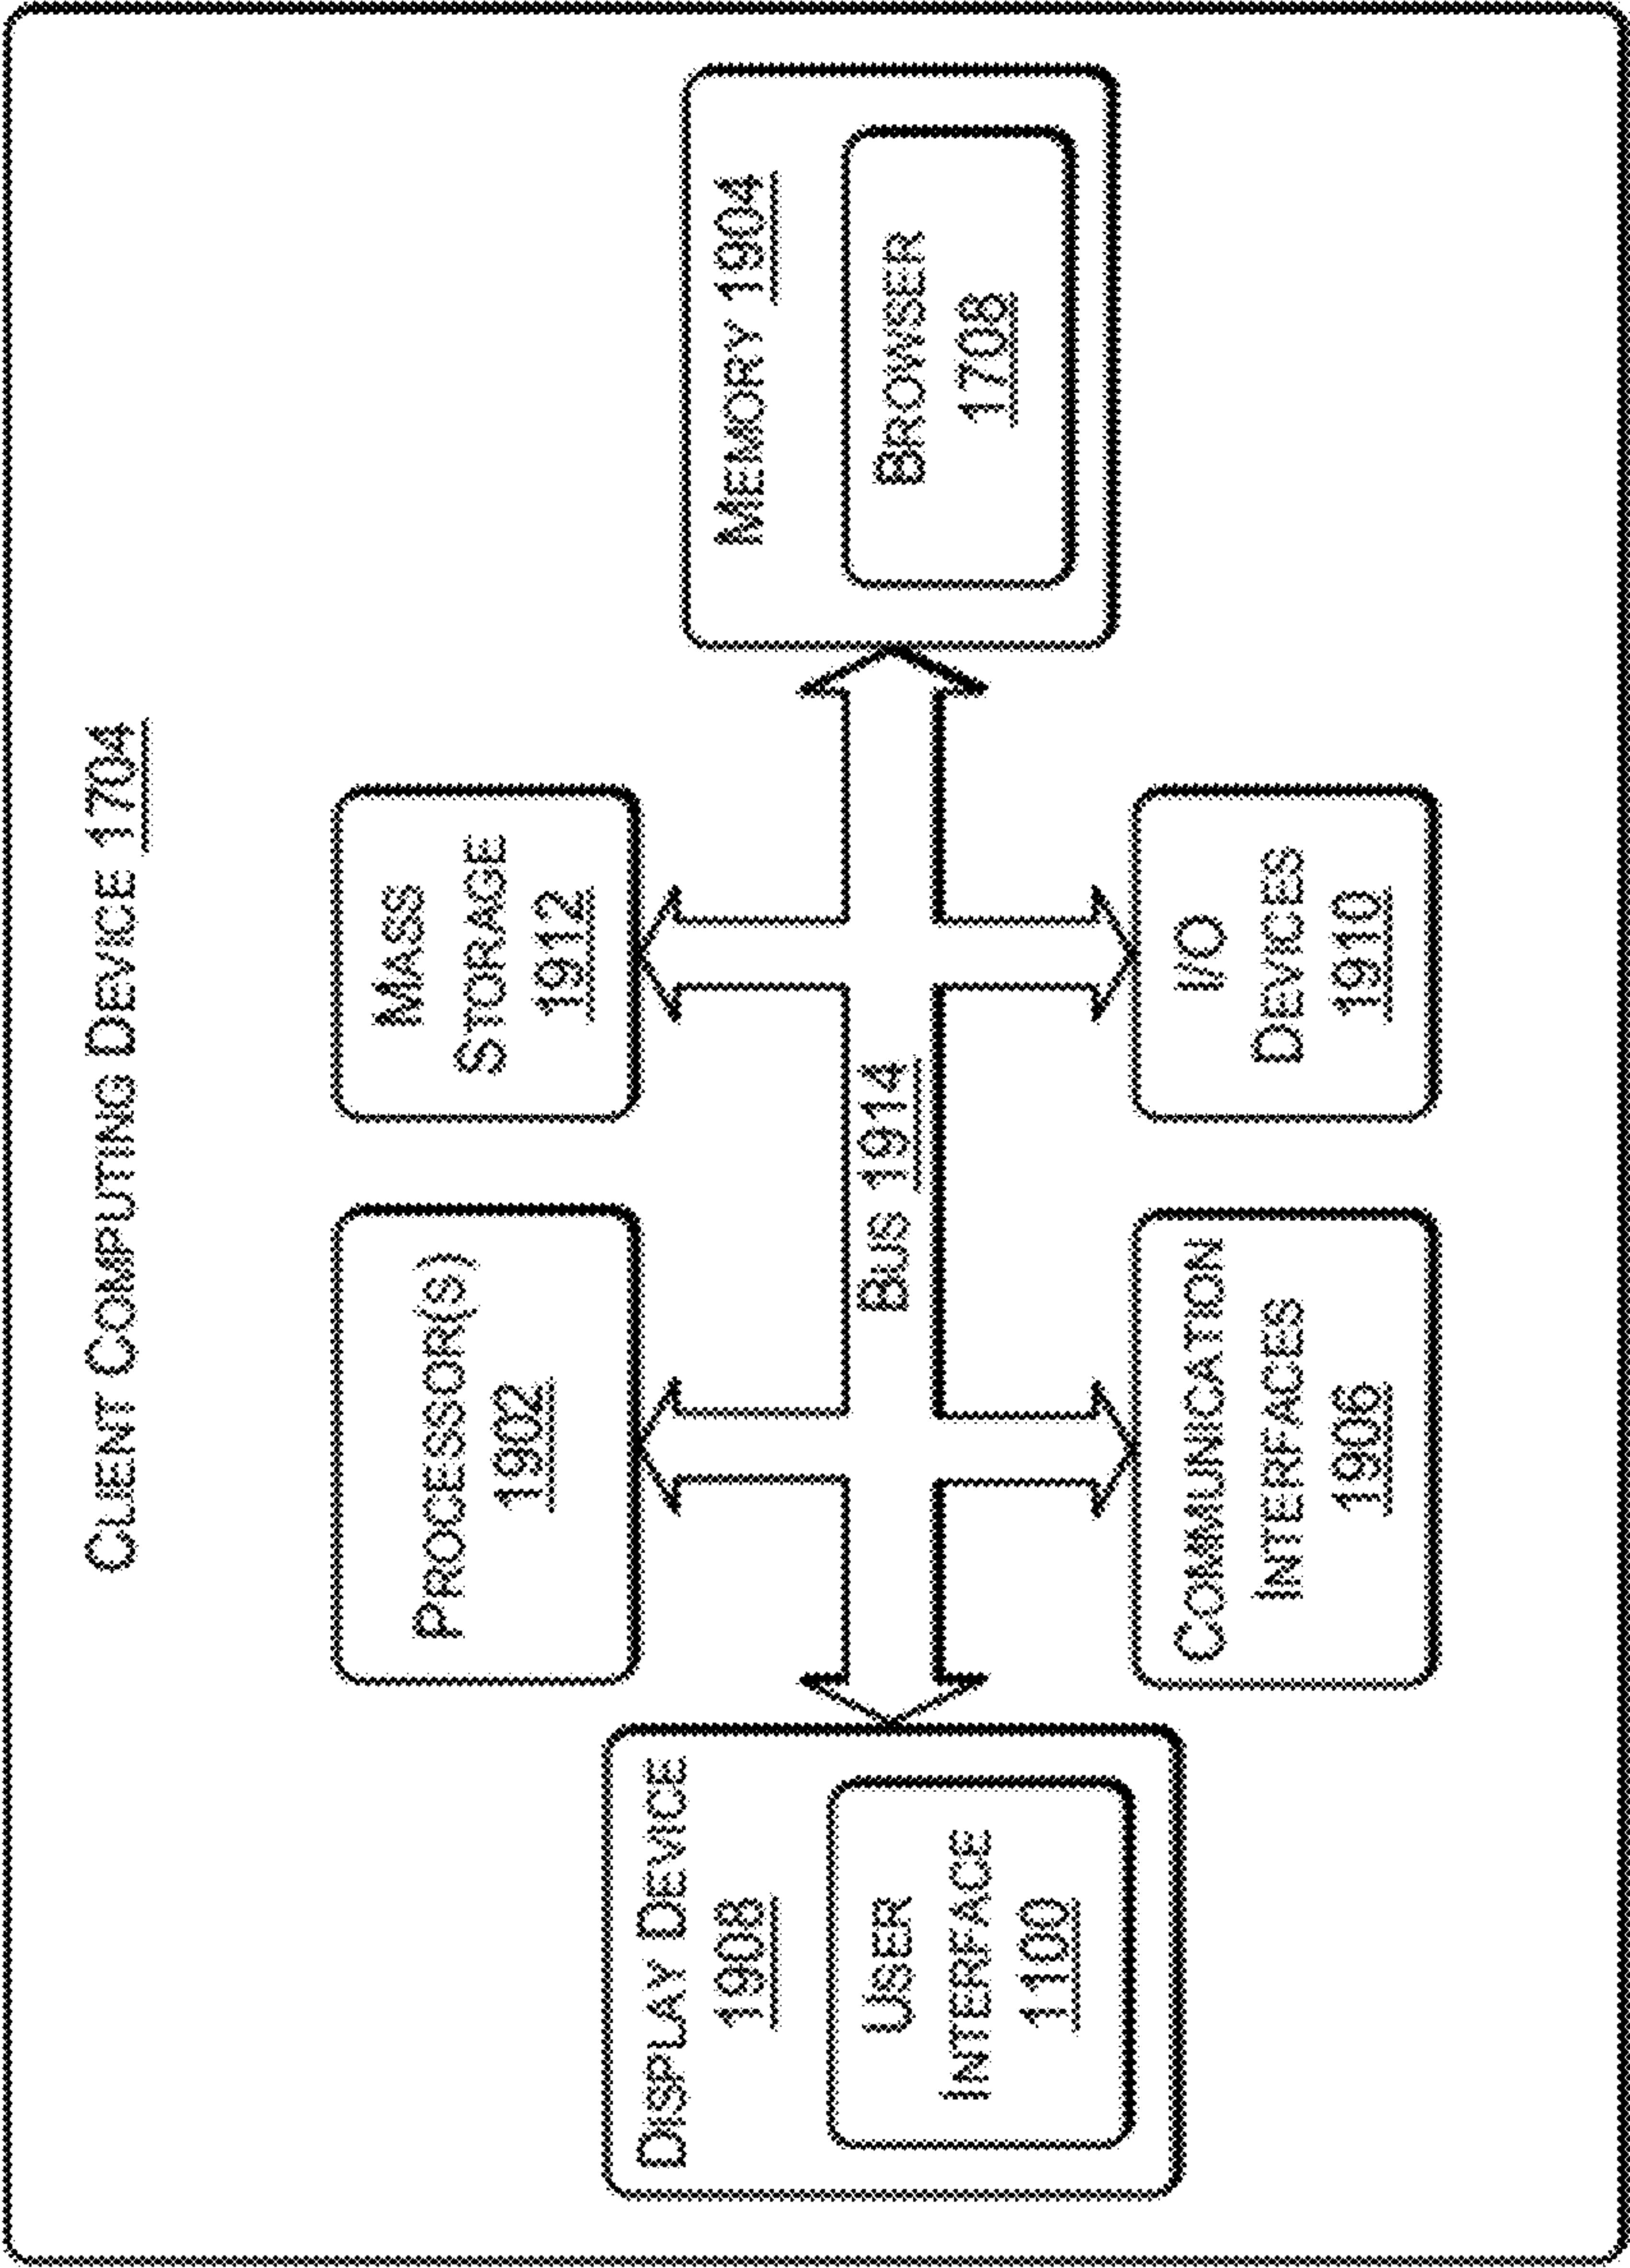 CLIENT COMPUTING DEVICE 1704
PROCESSOR(S)
1902
MASS
STORAGE
1912
DISPLAY DEVICE
1908
USER
INTERFACE
1100
BUS 1914
MEMORY 1904
BROWSER
1708
COMMUNICATION
INTERFACES
1906
I/O
DEVICES
1910